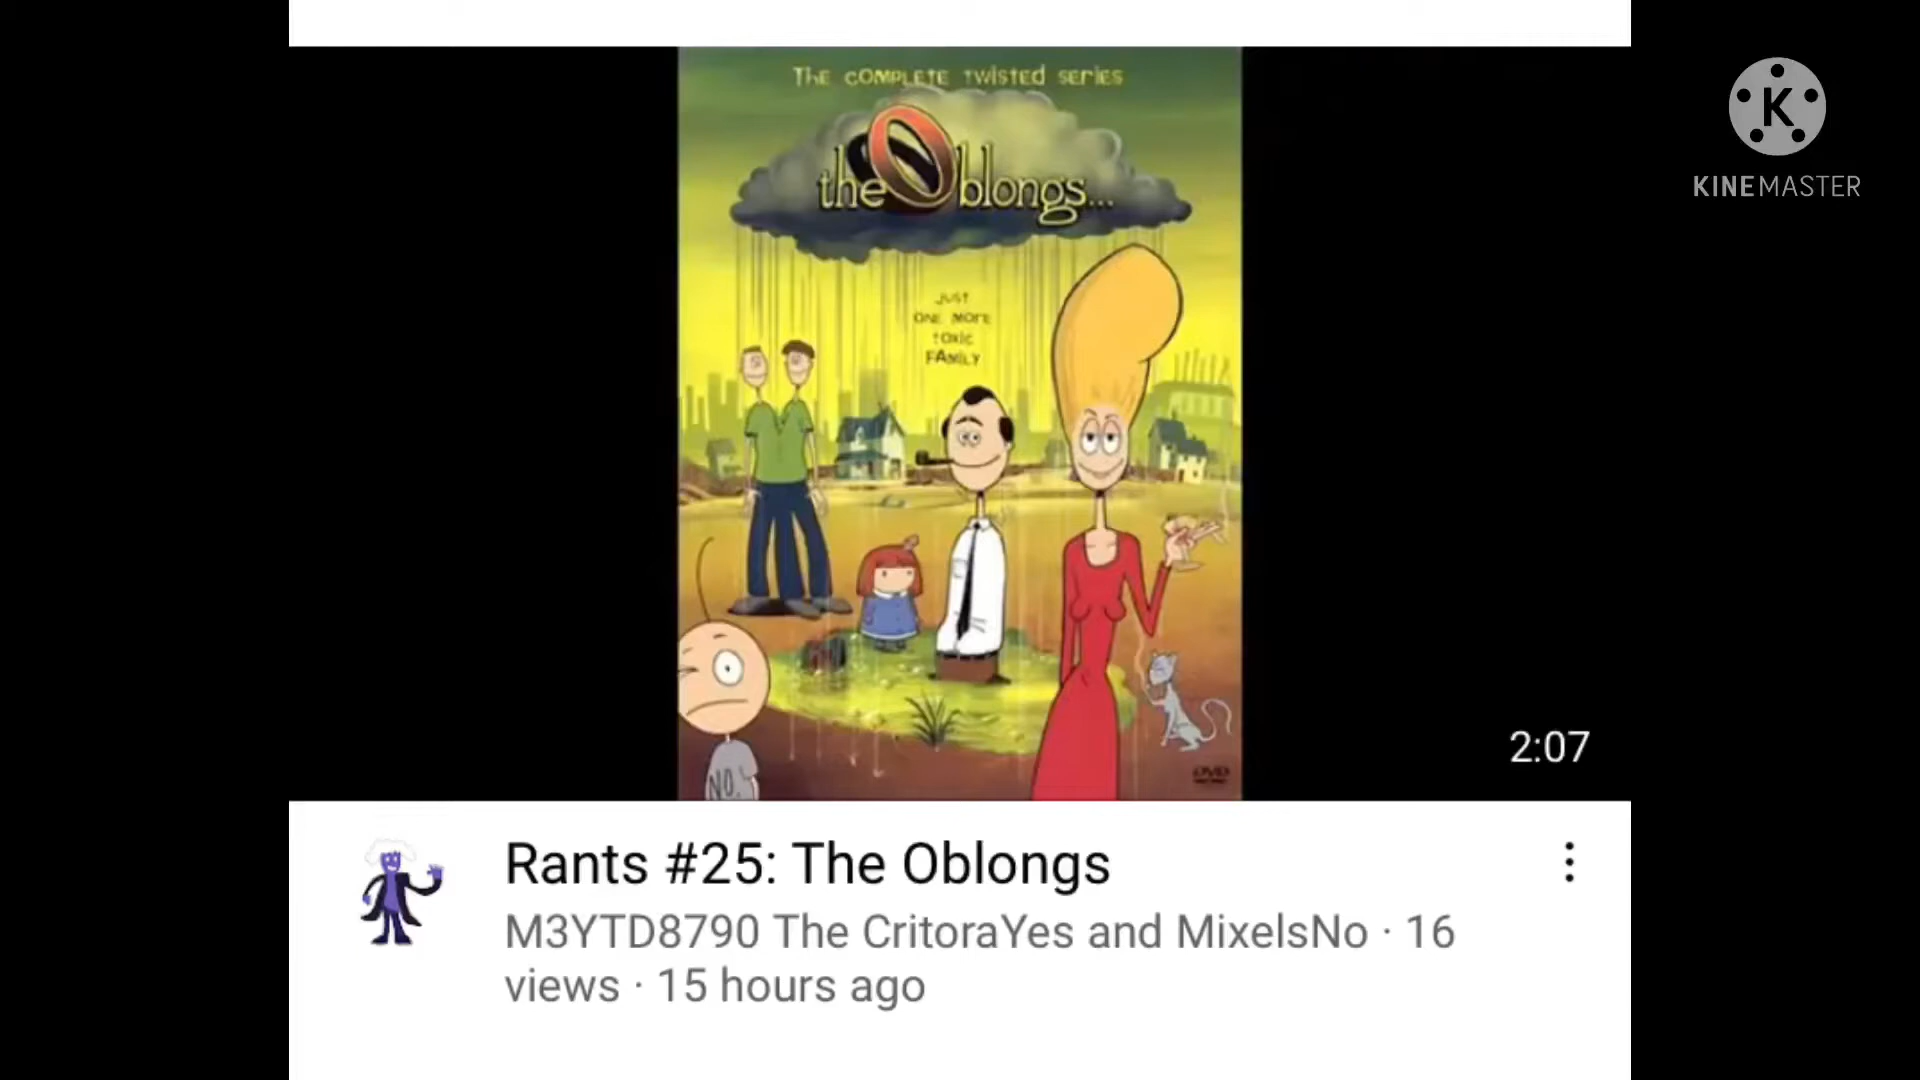 THE COMPLETE TWISTED SERIES
the Oblongs...
JUST
ONE MORE
TOXIC
FAMILY
NO.
DVD
2:07
K
KINEMASTER
Rants #25: The Oblongs
M3YTD8790 The CritoraYes and MixelsNo · 16
views · 15 hours ago